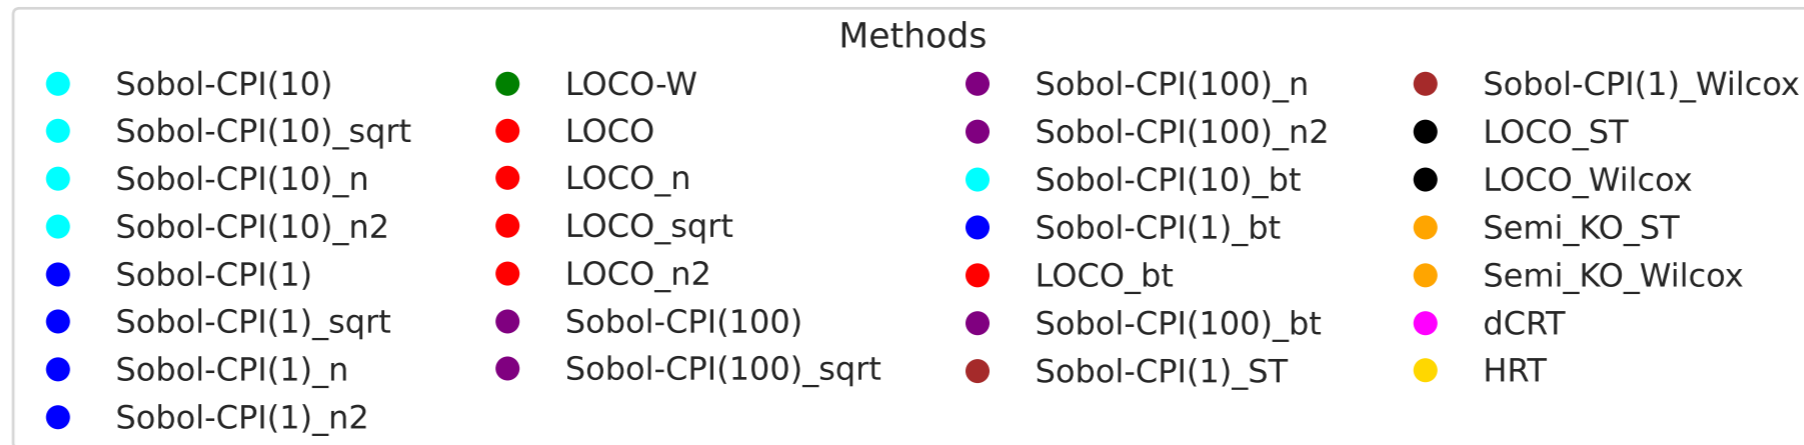 Methods
Sobol-CPI(10)
Sobol-CPI(10)_sqrt
Sobol-CPI(10)_n
Sobol-CPI(10)_n2
Sobol-CPI(1)
Sobol-CPI(1)_sqrt
Sobol-CPI(1)_n
Sobol-CPI(1)_n2
LOCO-W
LOCO
LOCO_n
LOCO_sqrt
LOCO_n2
Sobol-CPI(100)
Sobol-CPI(100)_sqrt
Sobol-CPI(100)_n
Sobol-CPI(100)_n2
Sobol-CPI(10)_bt
Sobol-CPI(1)_bt
LOCO_bt
Sobol-CPI(100)_bt
Sobol-CPI(1)_ST
Sobol-CPI(1)_Wilcox
LOCO_ST
LOCO_Wilcox
Semi_KO_ST
Semi_KO_Wilcox
dCRT
HRT